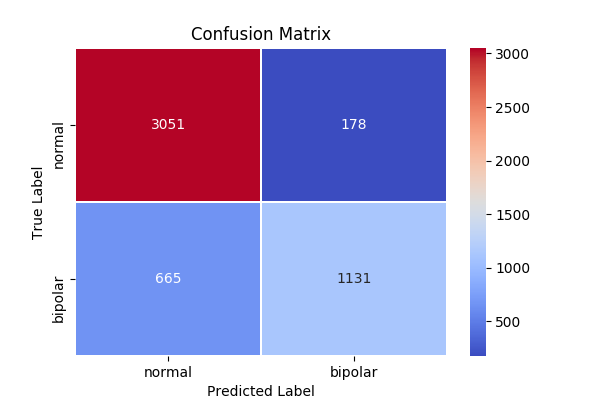 Confusion Matrix
True Label
normal
bipolar
3051
178
665
1131
normal
bipolar
Predicted Label
3000
2500
2000
1500
1000
500